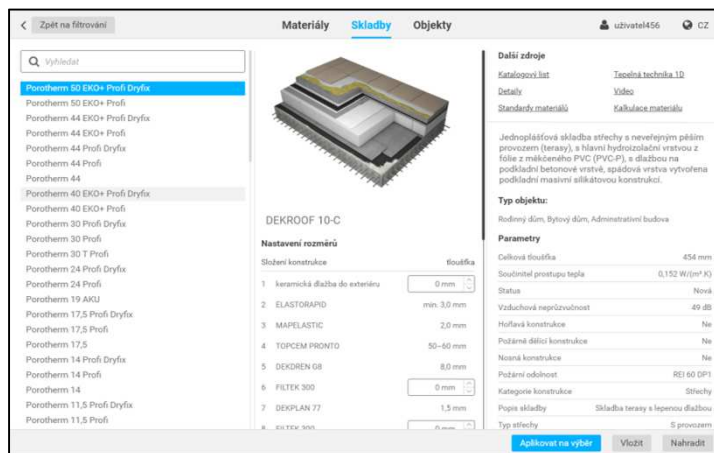 Zpět na filtrování
Materiály
Skladby
Objekty
uživatel456
CZ
Vyhledat
Porotherm 50 EKO+ Profi Dryfix
Porotherm 50 EKO+ Profi
Porotherm 44 EKO+ Profi Dryfix
Porotherm 44 EKO+ Profi
Porotherm 44 Profi Dryfix
Porotherm 44 Profi
Porotherm 44
Porotherm 40 EKO+ Profi Dryfix
Porotherm 40 EKO+ Profi
Porotherm 30 Profi Dryfix
Porotherm 30 Profi
Porotherm 30 T Profi
Porotherm 24 Profi Dryfix
Porotherm 24 Profi
Porotherm 19 AKU
Porotherm 17,5 Profi Dryfix
Porotherm 17,5 Profi
Porotherm 17,5
Porotherm 14 Profi Dryfix
Porotherm 14 Profi
Porotherm 14
Porotherm 11,5 Profi Dryfix
Porotherm 11,5 Profi
DEKROOF 10-C
Nastavení rozměrů
Složení konstrukce tloušťka
1 keramická dlažba do exteriéru 0 mm
2 ELASTORAPID min. 3,0 mm
3 MAPELASTIC 2,0 mm
4 TOPCEM PRONTO 50–60 mm
5 DEKDREN G8 8,0 mm
6 FILTEK 300 0 mm
7 DEKPLAN 77 1,5 mm
8 FILTEK 300 0 mm
Další zdroje
Katalogový list Tepelná technika 1D
Detaily Video
Standardy materiálů Kalkulace materiálu
Jednoplášťová skladba střechy s neveřejným pěším
provozem (terasy), s hlavní hydroizolační vrstvou z
fólie z měkčeného PVC (PVC-P), s dlažbou na
podkladní betonové vrstvě, spádová vrstva vytvořena
podkladní masivní silikátovou konstrukcí.
Typ objektu:
Rodinný dům, Bytový dům, Adminstrativní budova
Parametry
Celková tloušťka 454 mm
Součinitel prostupu tepla 0,152 W/(m².K)
Status Nová
Vzduchová neprůzvučnost 49 dB
Hořlavá konstrukce Ne
Požárně dělící konstrukce Ne
Nosná konstrukce Ne
Požární odolnost REI 60 DP1
Kategorie konstrukce Střechy
Popis skladby Skladba terasy s lepenou dlažbou
Typ střechy S provozem
Aplikovat na výběr
Vložit
Nahradit